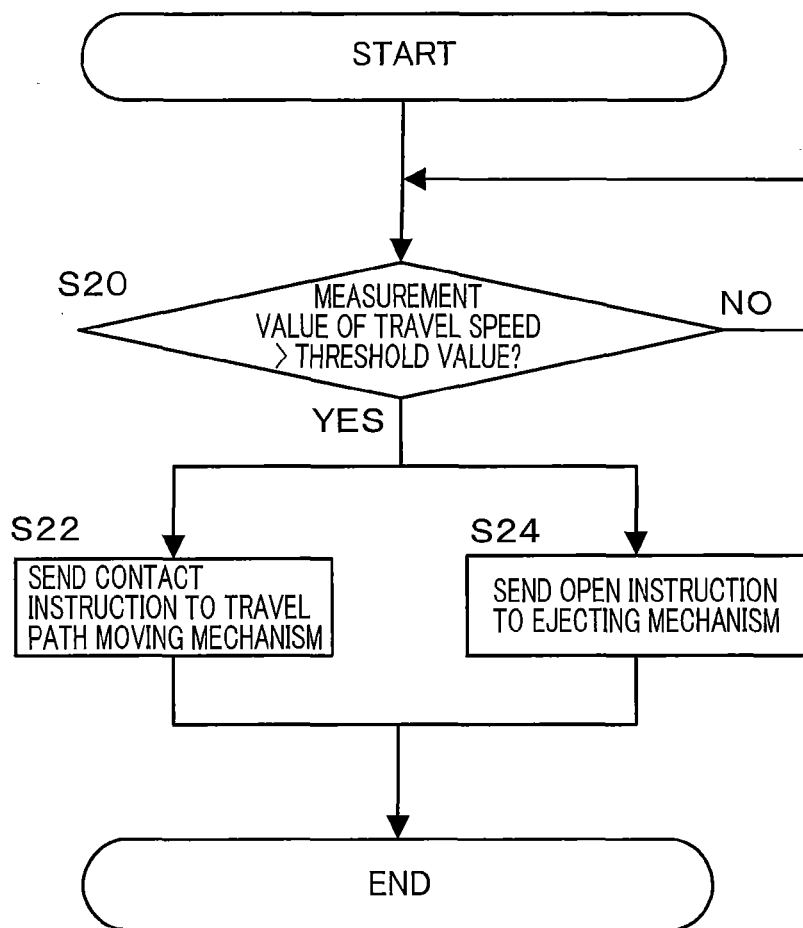 START
S20
MEASUREMENT
VALUE OF TRAVEL SPEED
> THRESHOLD VALUE?
NO
YES
S22
SEND CONTACT
INSTRUCTION TO TRAVEL
PATH MOVING MECHANISM
S24
SEND OPEN INSTRUCTION
TO EJECTING MECHANISM
END